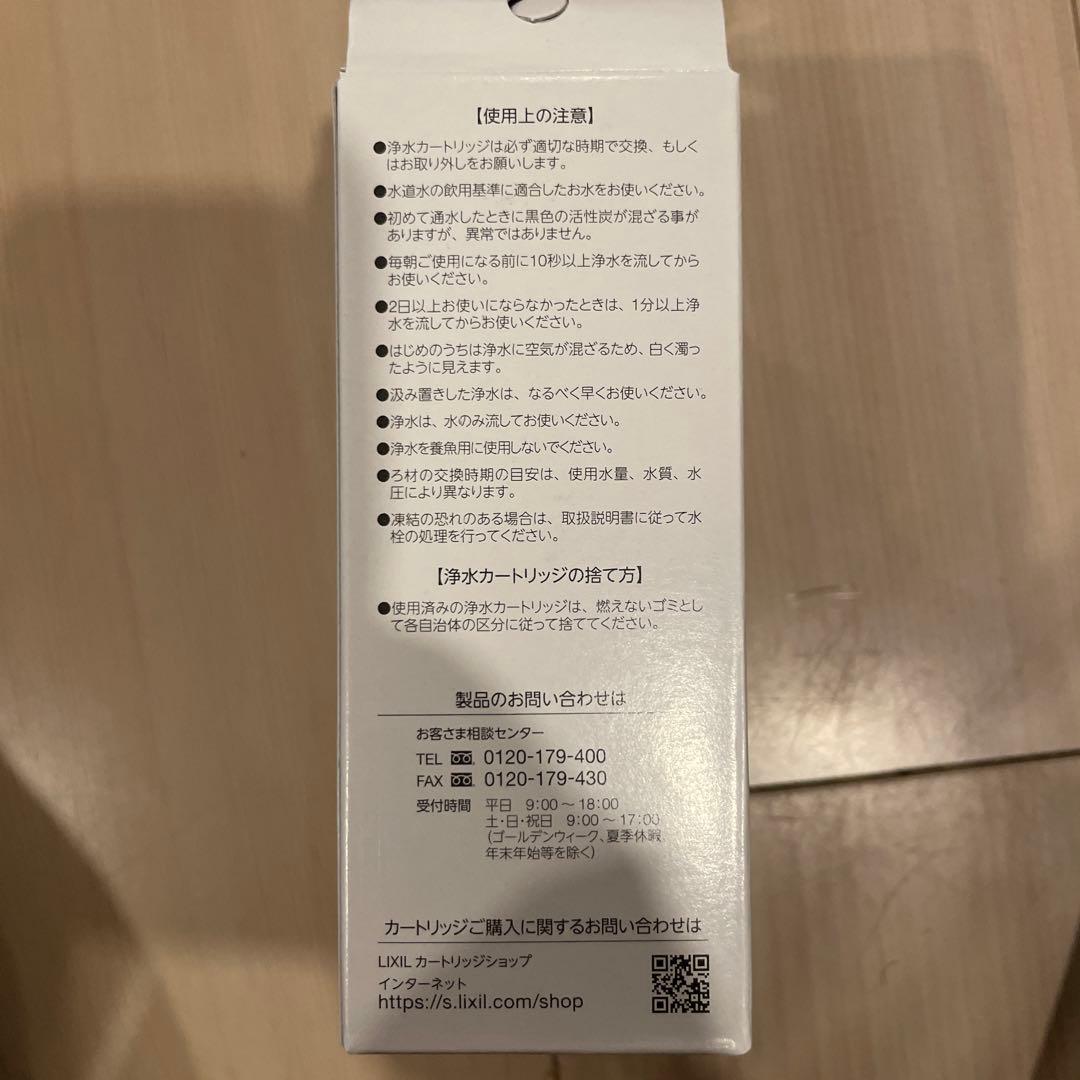 【使用上の注意】
●浄水カートリッジは必ず適切な時期で交換、もしく
はお取り外しをお願いします。
●水道水の飲用基準に適合したお水をお使いください。
●初めて通水したときに黒色の活性炭が混ざる事が
ありますが、異常ではありません。
●毎朝ご使用になる前に10秒以上浄水を流してから
お使いください。
●2日以上お使いにならなかったときは、1分以上浄
水を流してからお使いください。
●はじめのうちは浄水に空気が混ざるため、白く濁っ
たように見えます。
●汲み置きした浄水は、なるべく早くお使いください。
●浄水は、水のみ流してお使いください。
●浄水を養魚用に使用しないでください。
●ろ材の交換時期の目安は、使用水量、水質、水
圧により異なります。
●凍結の恐れのある場合は、取扱説明書に従って水
栓の処理を行ってください。
【浄水カートリッジの捨て方】
●使用済みの浄水カートリッジは、燃えないゴミとし
て各自治体の区分に従って捨ててください。
製品のお問い合わせは
お客さま相談センター
TEL 0120-179-400
FAX 0120-179-430
受付時間 平日 9:00～18:00
土・日・祝日 9:00～17:00
(ゴールデンウィーク、夏季休暇、
年末年始等を除く)
カートリッジご購入に関するお問い合わせは
LIXIL カートリッジショップ
インターネット
https://s.lixil.com/shop